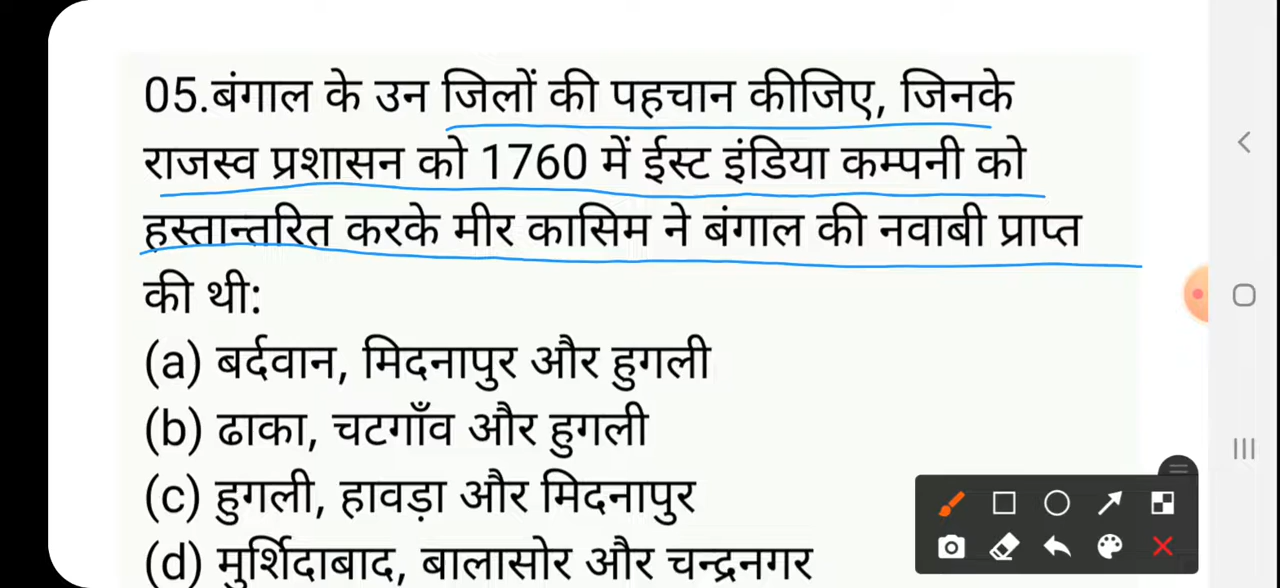 05.बंगाल के उन जिलों की पहचान कीजिए, जिनके
राजस्व प्रशासन को 1760 में ईस्ट इंडिया कम्पनी को
हस्तान्तरित करके मीर कासिम ने बंगाल की नवाबी प्राप्त
की थी:
(a) बर्दवान, मिदनापुर और हुगली
(b) ढाका, चटगाँव और हुगली
(c) हुगली, हावड़ा और मिदनापुर
(d) मुर्शिदाबाद, बालासोर और चन्द्रनगर